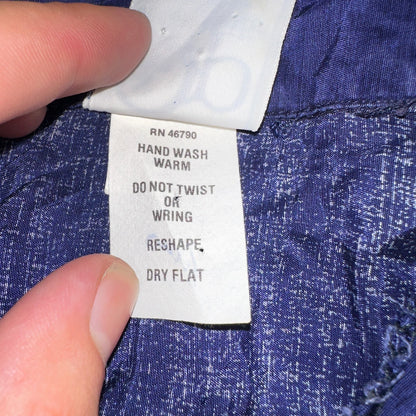 RN 46790
HAND WASH
WARM
DO NOT TWIST
OR
WRING
RESHAPE
DRY FLAT